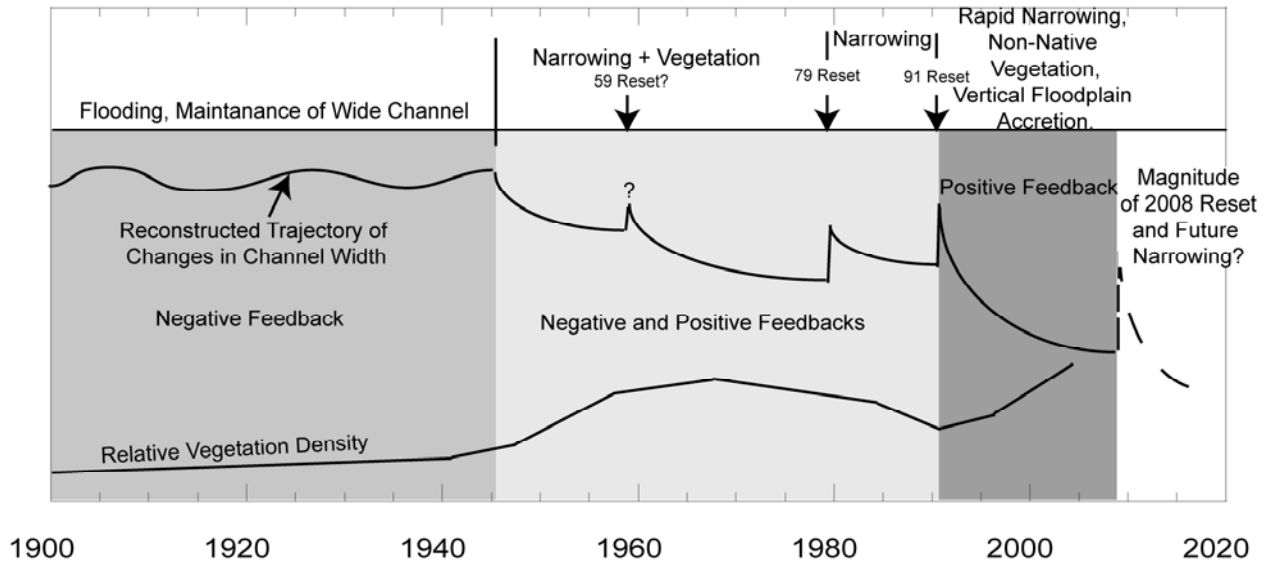 Flooding, Maintanance of Wide Channel
Narrowing + Vegetation
59 Reset?
79 Reset
Narrowing
91 Reset
Rapid Narrowing,
Non-Native
Vegetation,
Vertical Floodplain
Accretion.
Reconstructed Trajectory of
Changes in Channel Width
?
Positive Feedback
Magnitude
of 2008 Reset
and Future
Narrowing?
Negative Feedback
Negative and Positive Feedbacks
Relative Vegetation Density
1900 1920 1940 1960 1980 2000 2020